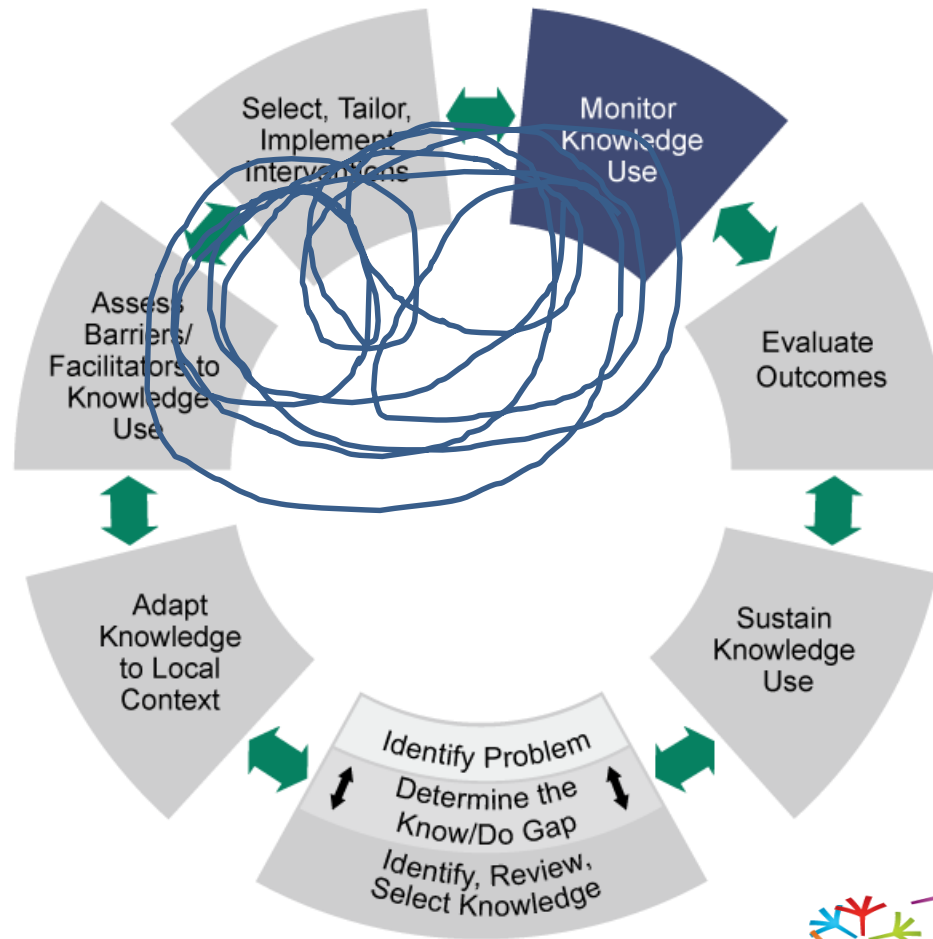 Select, Tailor,
Implement
Interventions
Monitor
Knowledge
Use
Assess
Barriers/
Facilitators to
Knowledge
Use
Evaluate
Outcomes
Adapt
Knowledge
to Local
Context
Sustain
Knowledge
Use
Identify Problem
Determine the
Know/Do Gap
Identify, Review,
Select Knowledge